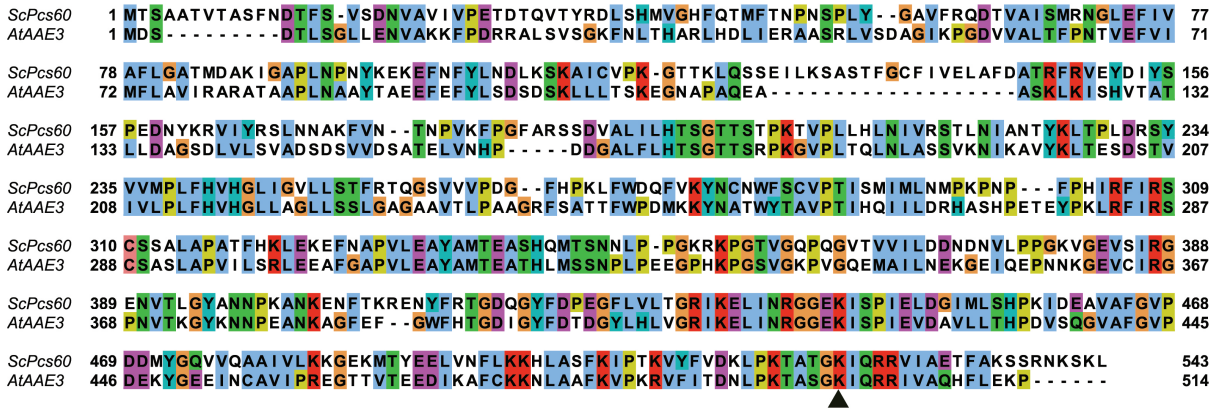 ScPcs60 1 MTSAATVTASFNDTFS-VSDNVAVIVPETDTQVTYRDLSHMVGHFQTMFTNPNSPLY--GAVFRQDTVAISMRNGLEFIV 77
AtAAE3 1 MDS---------DTLSGLLENVAKKFPDRRALSVSGKFNLTHARLHDLIERAASRLVSDAGIKPGDVVALTFPNTVEFVI 71
ScPcs60 78 AFLGATMDAKIGAPLNPNYKEKEFNFYLNDLKSKAICVPK-GTTKLQSSEILKSASTFGCFIVELAFDATRFRVEYDIYS 156
AtAAE3 72 MFLAVIRARATAAPLNAAYTAEEFEFYLSDSDSKLLLTSKEGNAPAQEA-------------------ASKLKISHVTAT 132
ScPcs60 157 PEDNYKRVIYRSLNNAKFVN--TNPVKFPGFARSSDVALILHTSGTTSTPKTVPLLHLNIVRSTLNIANTYKLTPLDRSY 234
AtAAE3 133 LLDAGSDLVLSVADSDSVVDSATELVNHP-----DDGALFLHTSGTTSRPKGVPLTQLNLASSVKNIKAVYKLTESDSTV 207
ScPcs60 235 VVMPLFHVHGLIGVLLSTFRTQGSVVVPDG--FHPKLFWDQFVKYNCNWFSCVPTISMIMLNMPKPNP---FPHIRFIRS 309
AtAAE3 208 IVLPLFHVHGLLAGLLSSLGAGAAVTLPAAGRFSATTFWPDMKKYNATWYTAVPTIHQIILDRHASHPETEYPKLRFIRS 287
ScPcs60 310 CSSALAPATFHKLEKEFNAPVLEAYAMTEASHQMTSNNLP-PGKRKPGTVGQPQGVTVVILDDNDNVLPPGKVGEVSIRG 388
AtAAE3 288 CSASLAPVILSRLEEAFGAPVLEAYAMTEATHLMSSNPLPEEGPHKPGSVGKPVGQEMAILNEKGEIQEPNNKGEVCIRG 367
ScPcs60 389 ENVTLGYANNPKANKENFTKRENYFRTGDQGYFDPEGFLVLTGRIKELINRGGEKISPIELDGIMLSHPKIDEAVAFGVP 468
AtAAE3 368 PNVTKGYKNNPEANKAGFEF--GWFHTGDIGYFDTDGYLHLVGRIKELINRGGEKISPIEVDAVLLTHPDVSQGVAFGVP 445
ScPcs60 469 DDMYGQVVQAAIVLKKGEKMTYEELVNFLKKHLASFKIPTKVYFVDKLPKTATGKIQRRVIAETFAKSSRNKSKL 543
AtAAE3 446 DEKYGEEINCAVIPREGTTVTEEDIKAFCKKNLAAFKVPKRVFITDNLPKTASGKIQRRIVAQHFLEKP------ 514